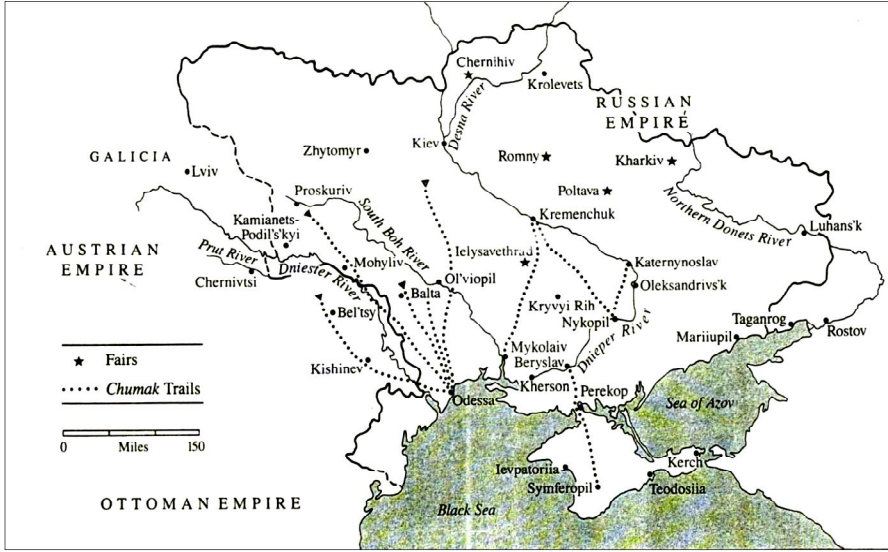 Chernihiv
Krolevets
Desna River
RUSSIAN
EMPIRE
GALICIA
Lviv
Zhytomyr
Kiev
Romny
Kharkiv
Poltava
Proskuriv
South Boh River
Kremenchuk
Northern Donets River
Luhans'k
Kamianets-
Podil's'kyi
AUSTRIAN
EMPIRE
Prut River
Chernivtsi
Dniester River
Mohyliv
Ielysavethrad
Ol'viopil
Katernynoslav
Oleksandrivs'k
Balta
Bel'tsy
Kryvyi Rih
Nykopil
Dnieper River
Taganrog
Rostov
Mariiupil
Fairs
Chumak Trails
Kishinev
Mykolaiv
Beryslav
Kherson
Odessa
Perekop
Sea of Azov
0 Miles 150
Kerch
Ievpatoriia
Symferopil
Teodosiia
OTTOMAN EMPIRE
Black Sea